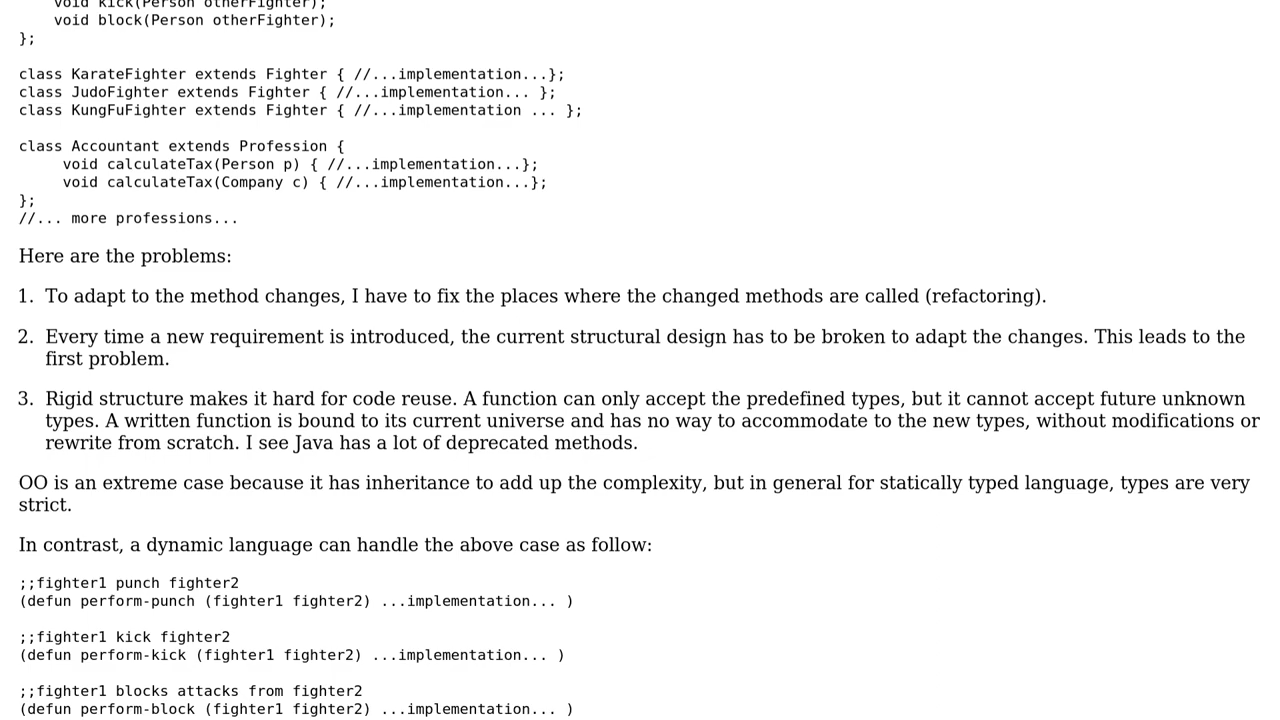 void kick(Person otherFighter);
void block(Person otherFighter);
};
class KarateFighter extends Fighter { //...implementation...};
class JudoFighter extends Fighter { //...implementation... };
class KungFuFighter extends Fighter { //...implementation ... };
class Accountant extends Profession {
void calculateTax(Person p) { //...implementation...};
void calculateTax(Company c) { //...implementation...};
};
//... more professions...
Here are the problems:
1. To adapt to the method changes, I have to fix the places where the changed methods are called (refactoring).
2. Every time a new requirement is introduced, the current structural design has to be broken to adapt the changes. This leads to the
first problem.
3. Rigid structure makes it hard for code reuse. A function can only accept the predefined types, but it cannot accept future unknown
types. A written function is bound to its current universe and has no way to accommodate to the new types, without modifications or
rewrite from scratch. I see Java has a lot of deprecated methods.
OO is an extreme case because it has inheritance to add up the complexity, but in general for statically typed language, types are very
strict.
In contrast, a dynamic language can handle the above case as follow:
;;fighter1 punch fighter2
(defun perform-punch (fighter1 fighter2) ...implementation... )
;;fighter1 kick fighter2
(defun perform-kick (fighter1 fighter2) ...implementation... )
;;fighter1 blocks attacks from fighter2
(defun perform-block (fighter1 fighter2) ...implementation... )